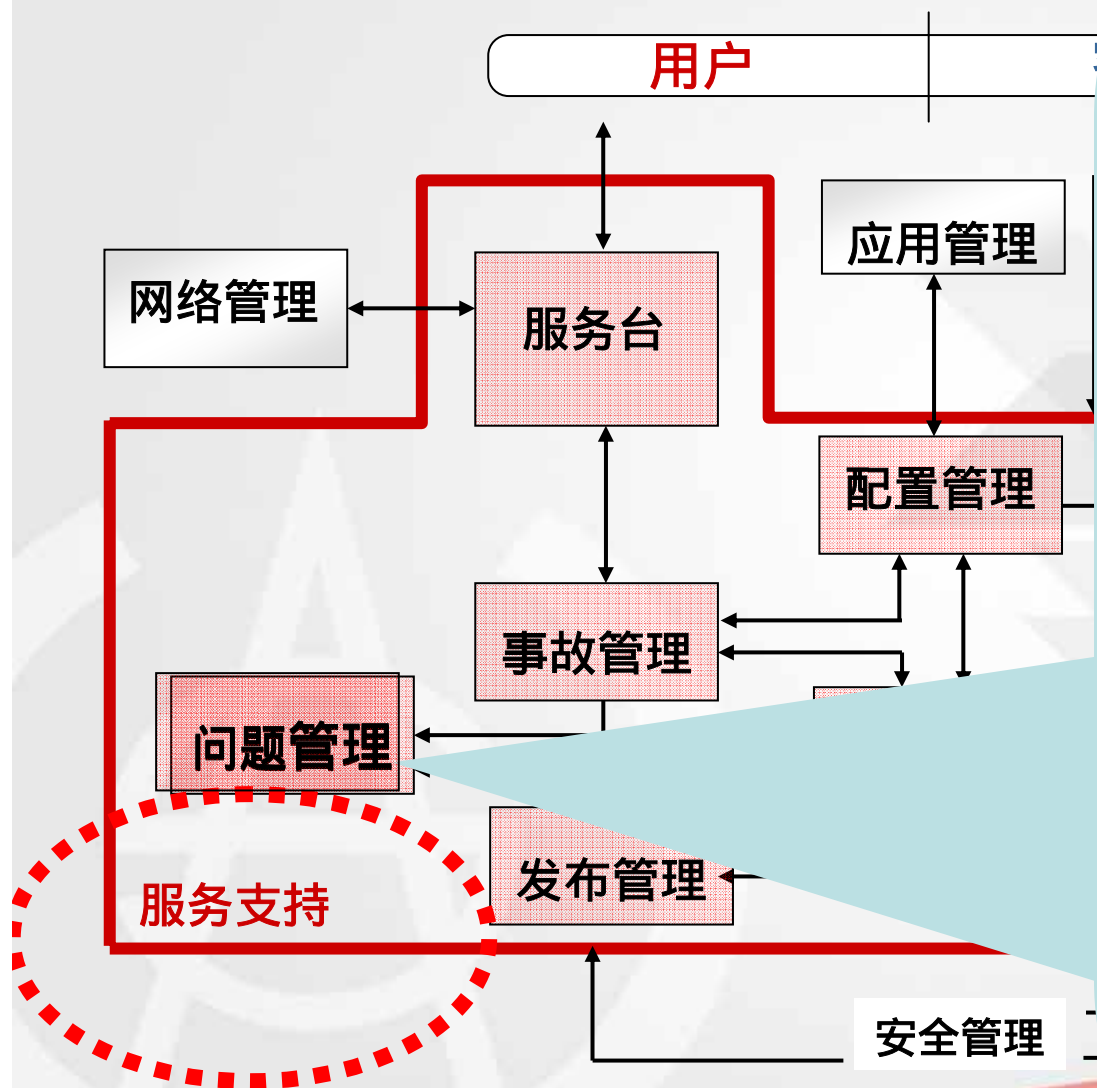 用户
应用管理
网络管理
服务台
配置管理
事故管理
问题管理
发布管理
服务支持
安全管理